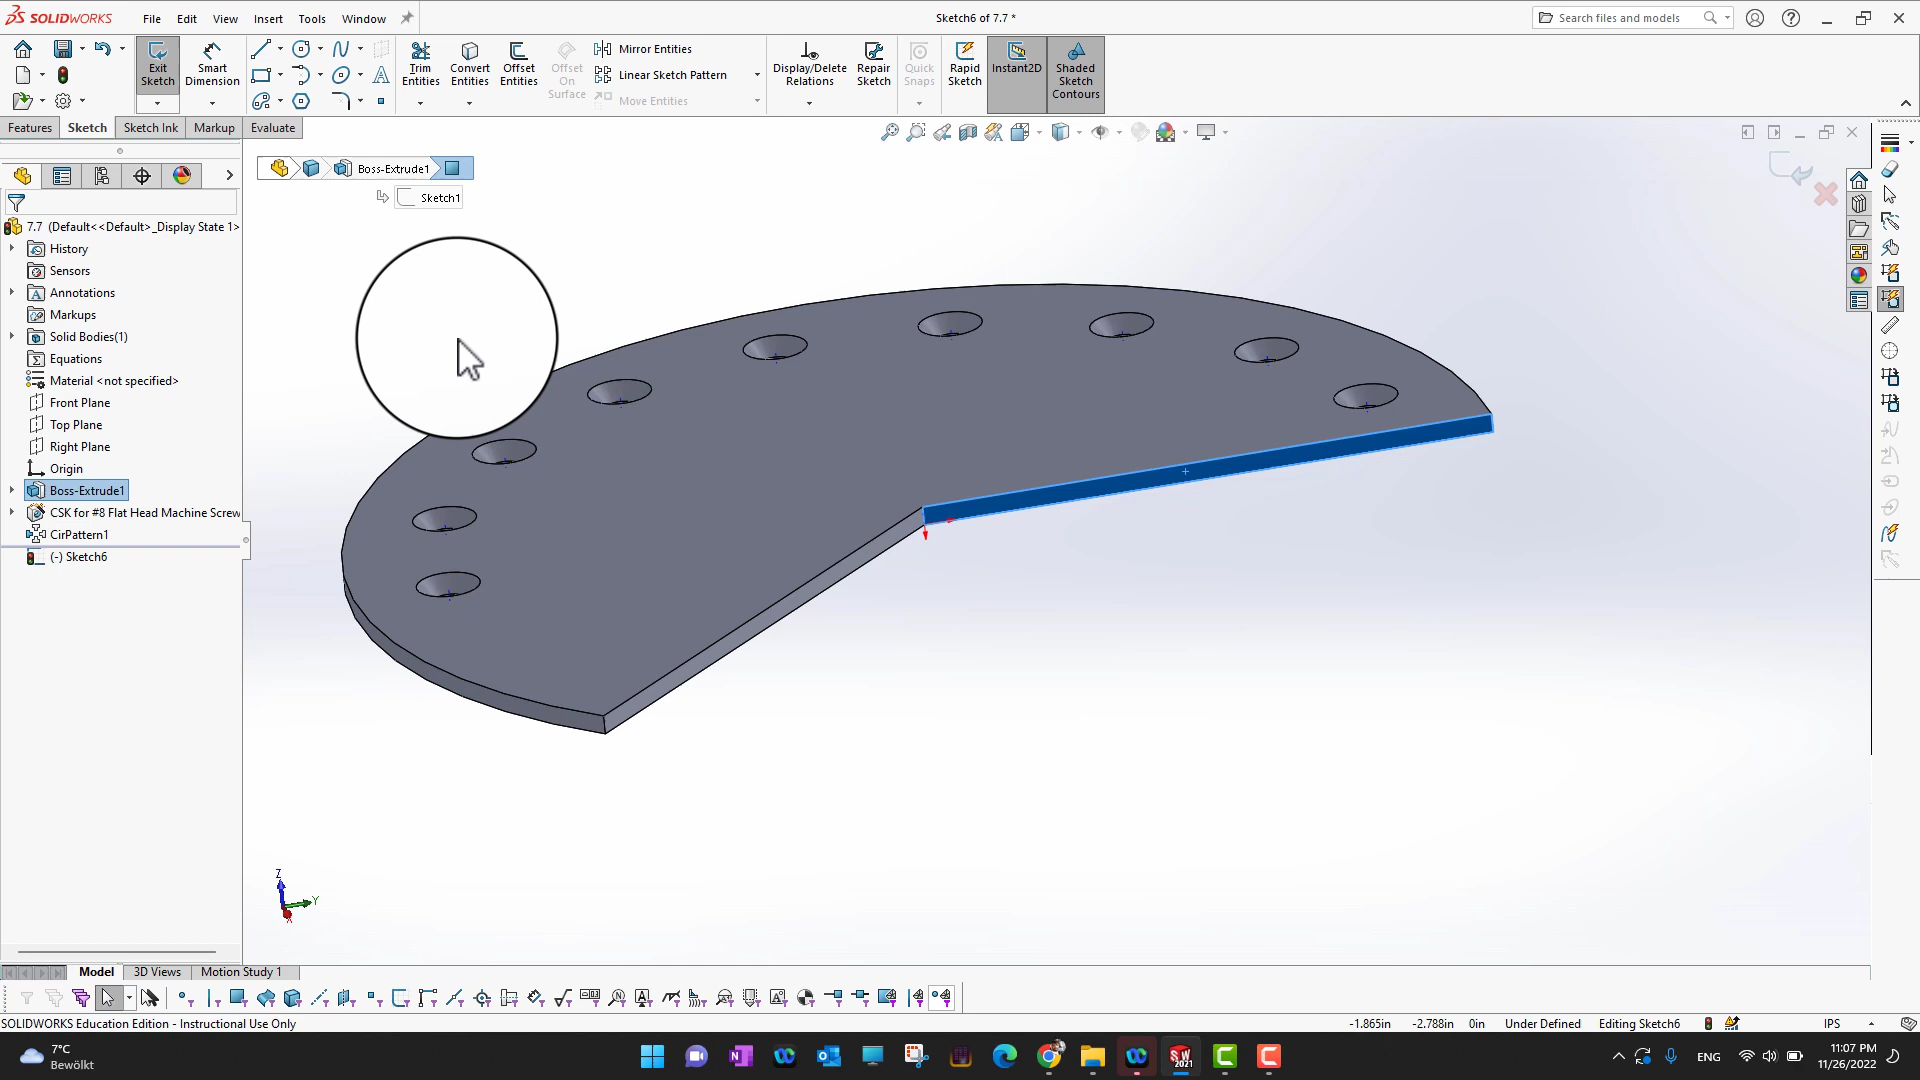 SOLIDWORKS
File Edit View Insert Tools Window
Sketch6 of 7.7 *
Search files and models
Exit Sketch
Smart Dimension
Trim Entities
Convert Entities
Offset Entities
Offset On Surface
Mirror Entities
Linear Sketch Pattern
Move Entities
Display/Delete Relations
Repair Sketch
Quick Snaps
Rapid Sketch
Instant2D
Shaded Sketch Contours
Features Sketch Sketch Ink Markup Evaluate
Boss-Extrude1
Sketch1
7.7 (Default<<Default>_Display State 1>
History
Sensors
Annotations
Markups
Solid Bodies(1)
Equations
Material <not specified>
Front Plane
Top Plane
Right Plane
Origin
Boss-Extrude1
CSK for #8 Flat Head Machine Screw
CirPattern1
(-) Sketch6
Z
Y
X
Model 3D Views Motion Study 1
SOLIDWORKS Education Edition - Instructional Use Only
-1.865in -2.788in 0in Under Defined Editing Sketch6 IPS
7°C
Bewölkt
SW
2021
ENG
11:07 PM
11/26/2022